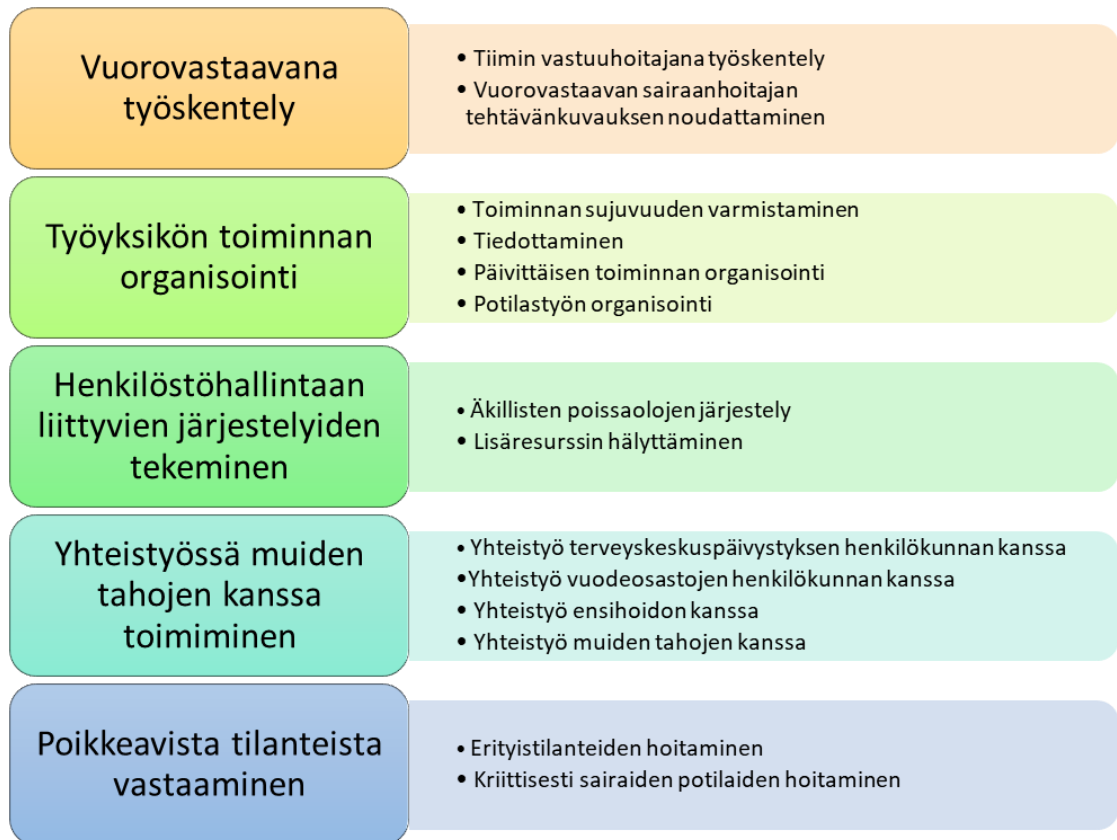 Vuorovastaavana
työskentely
• Tiimin vastuuhoitajana työskentely
• Vuorovastaavan sairaanhoitajan
tehtävänkuvauksen noudattaminen
Työyksikön toiminnan
organisointi
• Toiminnan sujuvuuden varmistaminen
• Tiedottaminen
• Päivittäisen toiminnan organisointi
• Potilastyön organisointi
Henkilöstöhallintaan
liittyvien järjestelyiden
tekeminen
• Äkillisten poissaolojen järjestely
• Lisäresurssin hälyttäminen
Yhteistyössä muiden
tahojen kanssa
toimiminen
• Yhteistyö terveyskeskuspäivystyksen henkilökunnan kanssa
•Yhteistyö vuodeosastojen henkilökunnan kanssa
• Yhteistyö ensihoidon kanssa
• Yhteistyö muiden tahojen kanssa
Poikkeavista tilanteista
vastaaminen
• Erityistilanteiden hoitaminen
• Kriittisesti sairaiden potilaiden hoitaminen